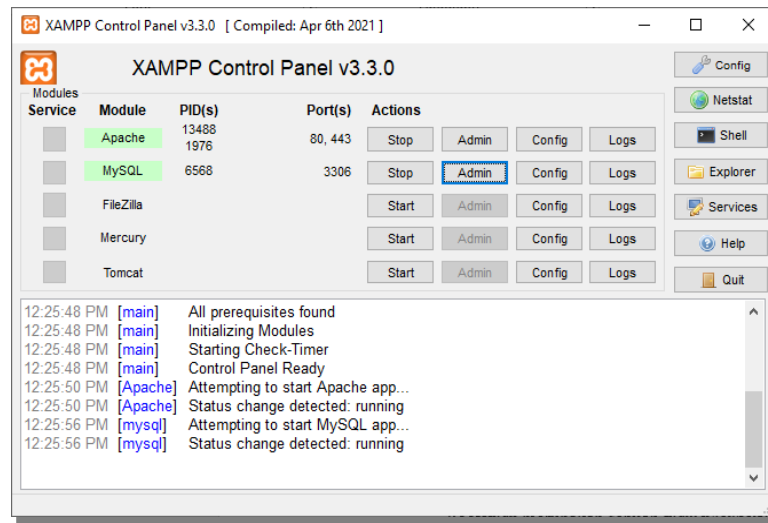 XAMPP Control Panel v3.3.0 [ Compiled: Apr 6th 2021 ]
XAMPP Control Panel v3.3.0
Config
Modules
Netstat
Service Module PID(s) Port(s) Actions
Apache 13488 1976 80, 443 Stop Admin Config Logs
Shell
MySQL 6568 3306 Stop Admin Config Logs
Explorer
FileZilla Start Admin Config Logs
Services
Mercury Start Admin Config Logs
Help
Tomcat Start Admin Config Logs
Quit
12:25:48 PM [main] All prerequisites found
12:25:48 PM [main] Initializing Modules
12:25:48 PM [main] Starting Check-Timer
12:25:48 PM [main] Control Panel Ready
12:25:50 PM [Apache] Attempting to start Apache app...
12:25:50 PM [Apache] Status change detected: running
12:25:56 PM [mysql] Attempting to start MySQL app...
12:25:56 PM [mysql] Status change detected: running